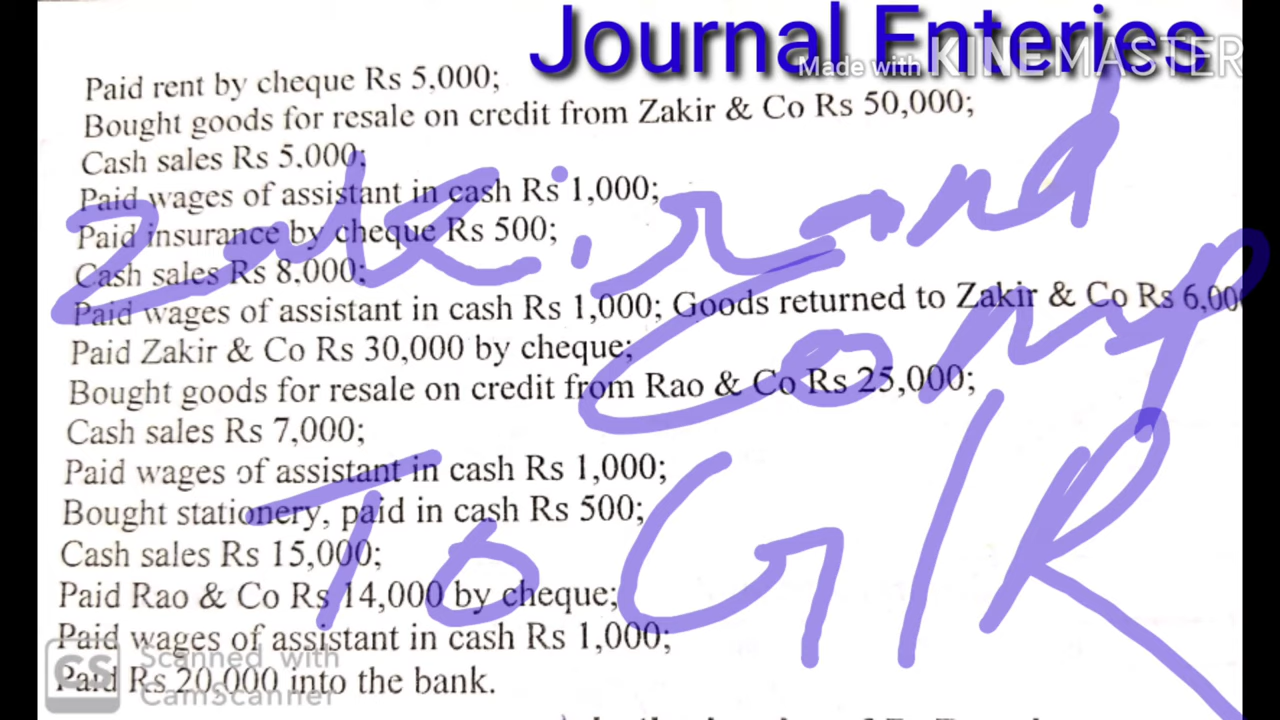 Journal Enteries
Made with KINEMASTER
Paid rent by cheque Rs 5,000;
Bought goods for resale on credit from Zakir & Co Rs 50,000;
Cash sales Rs 5,000;
Paid wages of assistant in cash Rs 1,000;
Paid insurance by cheque Rs 500;
Cash sales Rs 8,000;
Paid wages of assistant in cash Rs 1,000; Goods returned to Zakir & Co Rs 6,00
Paid Zakir & Co Rs 30,000 by cheque;
Bought goods for resale on credit from Rao & Co Rs 25,000;
Cash sales Rs 7,000;
Paid wages of assistant in cash Rs 1,000;
Bought stationery, paid in cash Rs 500;
Cash sales Rs 15,000;
Paid Rao & Co Rs 14,000 by cheque;
Paid wages of assistant in cash Rs 1,000;
Paid Rs 20,000 into the bank.
Zakir and
Comp
To G/R
CS
Scanned with
CamScanner